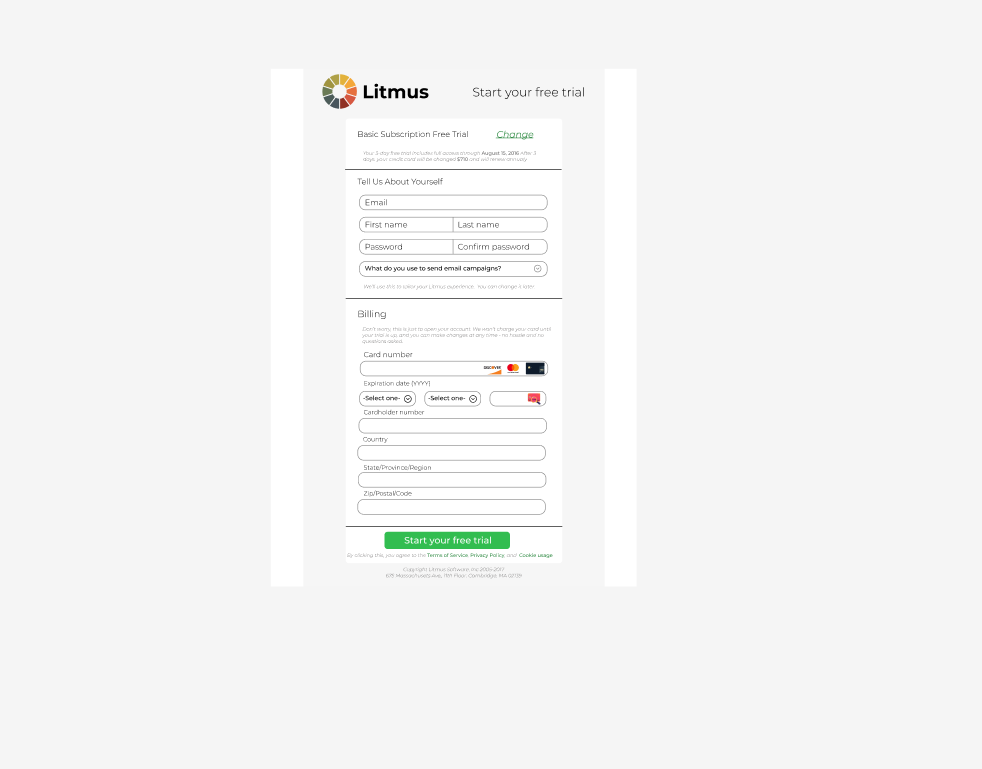 Litmus
Start your free trial
Basic Subscription Free Trial
Change
Your 3 day free trial includes full access through August 15, 2016 After 3
days. your credit card will be charged $710 and will renew annualy
Tell Us About Yourself
Email
First name
Last name
Password
Confirm password
What do you use to send email campaigns?
We'll use this to tailor your Litmus experience. You can change it later
Billing
Don't worry, this is just to open your account. We won't charge your card until
your trial is up, and you can make changes at any time - no hassle and no
questions asked.
Card number
DISCOVER
Expiration date (YYYY)
-Select one-
-Select one-
Cardholder number
Country
State/Province/Region
Zip/Postal/Code
Start your free trial
By clicking this, you agree to the Terms of Service, Privacy Policy, and Cookie usage
Copyright Litmus Software, Inc 2005-2017
675 Massachusetts Ave, 11th Floor, Cambridge, MA 02139